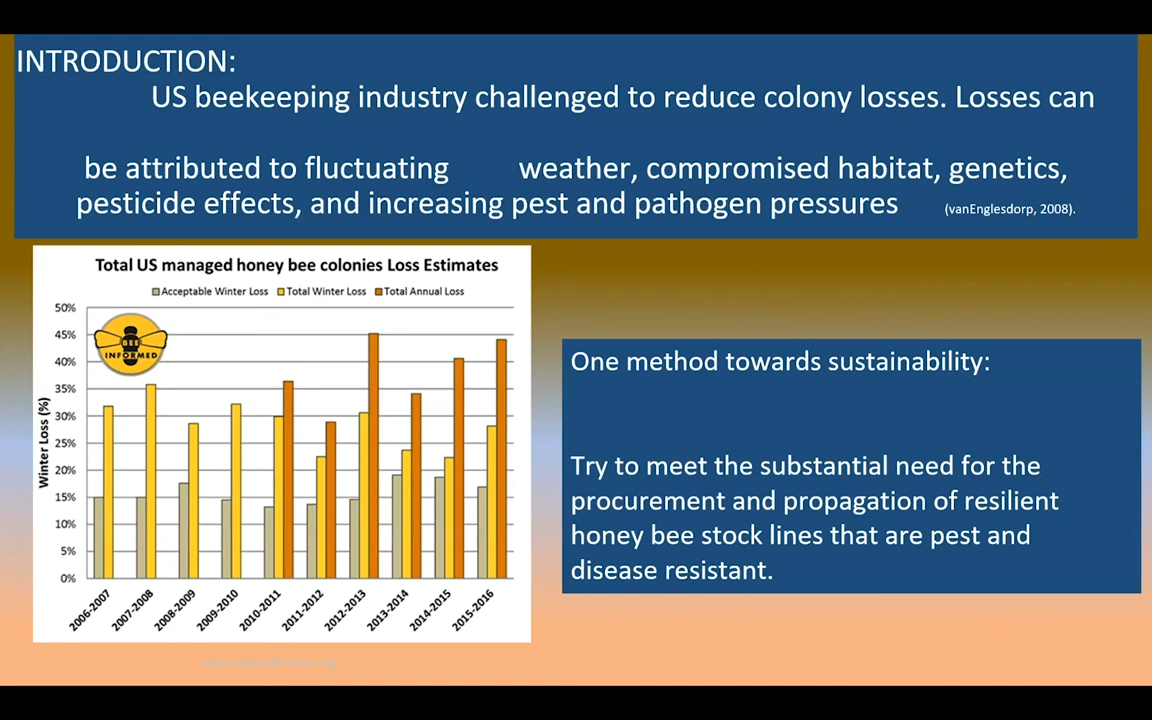 INTRODUCTION:
US beekeeping industry challenged to reduce colony losses. Losses can
be attributed to fluctuating weather, compromised habitat, genetics,
pesticide effects, and increasing pest and pathogen pressures (vanEnglesdorp, 2008).
Total US managed honey bee colonies Loss Estimates
Acceptable Winter Loss Total Winter Loss Total Annual Loss
50%
45%
40%
35%
30%
25%
20%
15%
10%
5%
0%
Winter Loss (%)
BEE
INFORMED
2006-2007 2007-2008 2008-2009 2009-2010 2010-2011 2011-2012 2012-2013 2013-2014 2014-2015 2015-2016
One method towards sustainability:
Try to meet the substantial need for the
procurement and propagation of resilient
honey bee stock lines that are pest and
disease resistant.